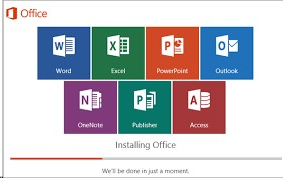 Office
W
Word
X
Excel
P
PowerPoint
O
Outlook
N
OneNote
P
Publisher
A
Access
Installing Office
We'll be done in just a moment.